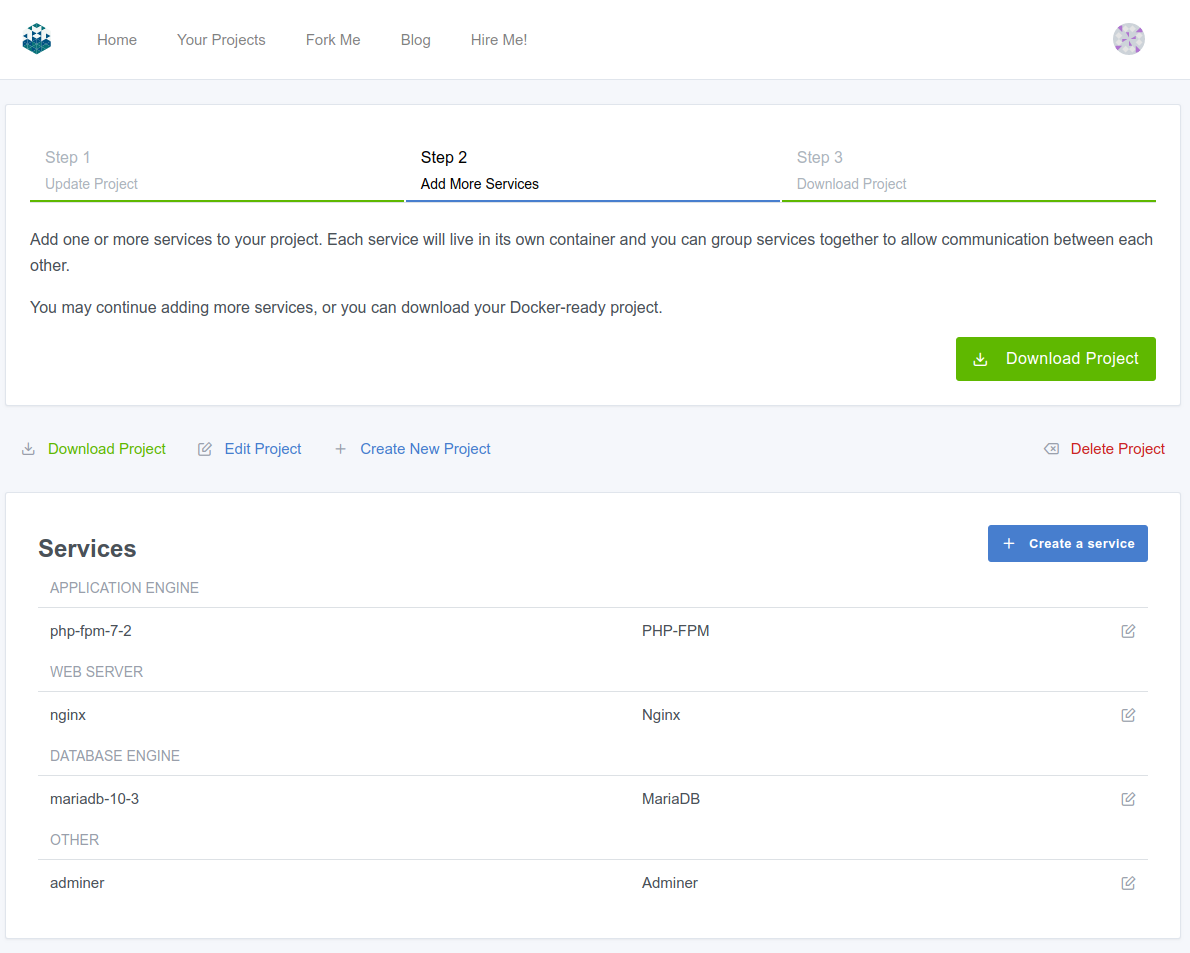 Home Your Projects Fork Me Blog Hire Me!
Step 1 Step 2 Step 3
Update Project Add More Services Download Project
Add one or more services to your project. Each service will live in its own container and you can group services together to allow communication between each
other.
You may continue adding more services, or you can download your Docker-ready project.
Download Project
Download Project Edit Project Create New Project Delete Project
Services
Create a service
APPLICATION ENGINE
php-fpm-7-2 PHP-FPM
WEB SERVER
nginx Nginx
DATABASE ENGINE
mariadb-10-3 MariaDB
OTHER
adminer Adminer